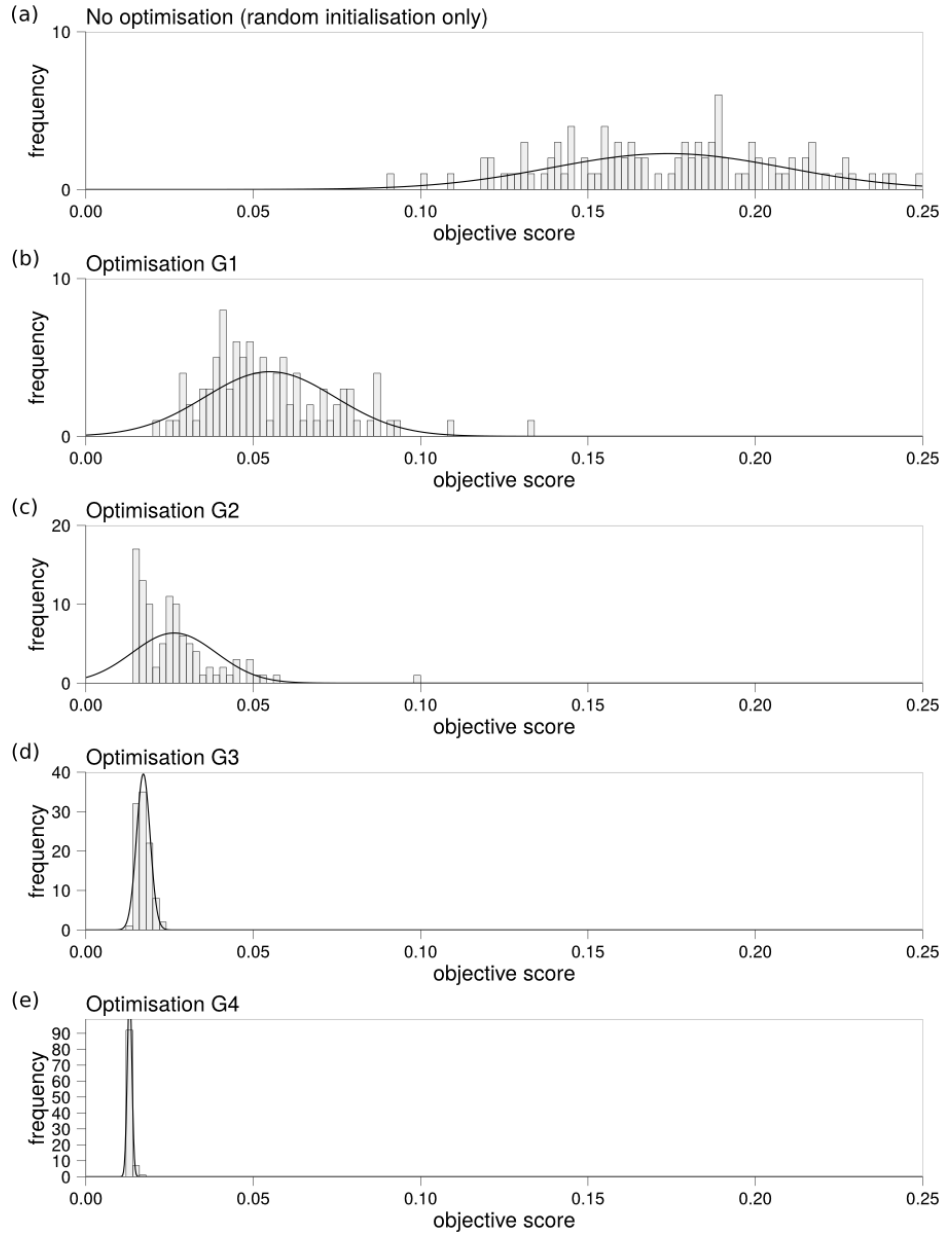 (a) No optimisation (random initialisation only)
10
frequency
0
0.00 0.05 0.10 0.15 0.20 0.25
objective score
(b) Optimisation G1
10
frequency
0
0.00 0.05 0.10 0.15 0.20 0.25
objective score
(c) Optimisation G2
20
frequency
10
0
0.00 0.05 0.10 0.15 0.20 0.25
objective score
(d) Optimisation G3
40
30
frequency
20
10
0
0.00 0.05 0.10 0.15 0.20 0.25
objective score
(e) Optimisation G4
90
80
70
60
frequency
50
40
30
20
10
0
0.00 0.05 0.10 0.15 0.20 0.25
objective score